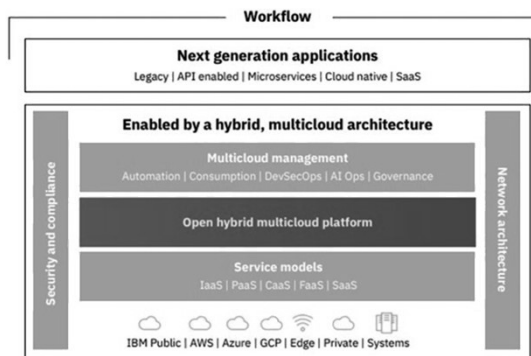 Workflow
Next generation applications
Legacy | API enabled | Microservices | Cloud native | SaaS
Enabled by a hybrid, multicloud architecture
Security and compliance
Multicloud management
Automation | Consumption | DevSecOps | AI Ops | Governance
Open hybrid multicloud platform
Service models
IaaS | PaaS | CaaS | FaaS | SaaS
Network architecture
IBM Public | AWS | Azure | GCP | Edge | Private | Systems